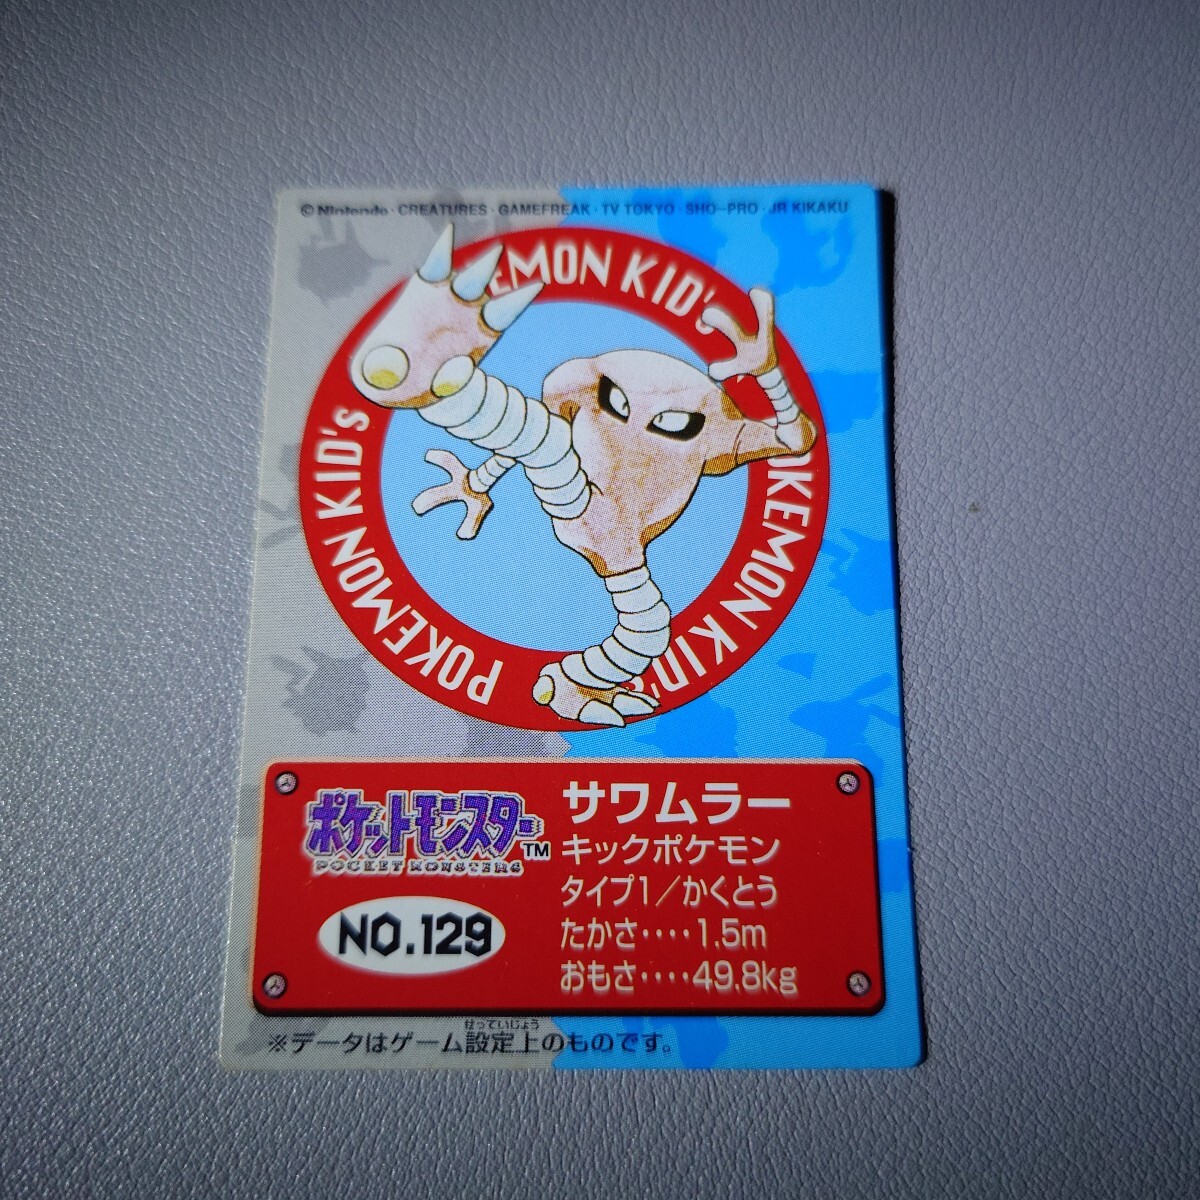 ©Nintendo・CREATURES・GAMEFREAK・TV TOKYO・SHO-PRO・JR KIKAKU
EMON KID's
POKEMON KID's
OKEMON KID's
ポケットモンスター™
POCKET MONSTERS
NO.129
サワムラー
キックポケモン
タイプ1／かくとう
たかさ････1.5m
おもさ････49.8kg
せっていじょう
※データはゲーム設定上のものです。